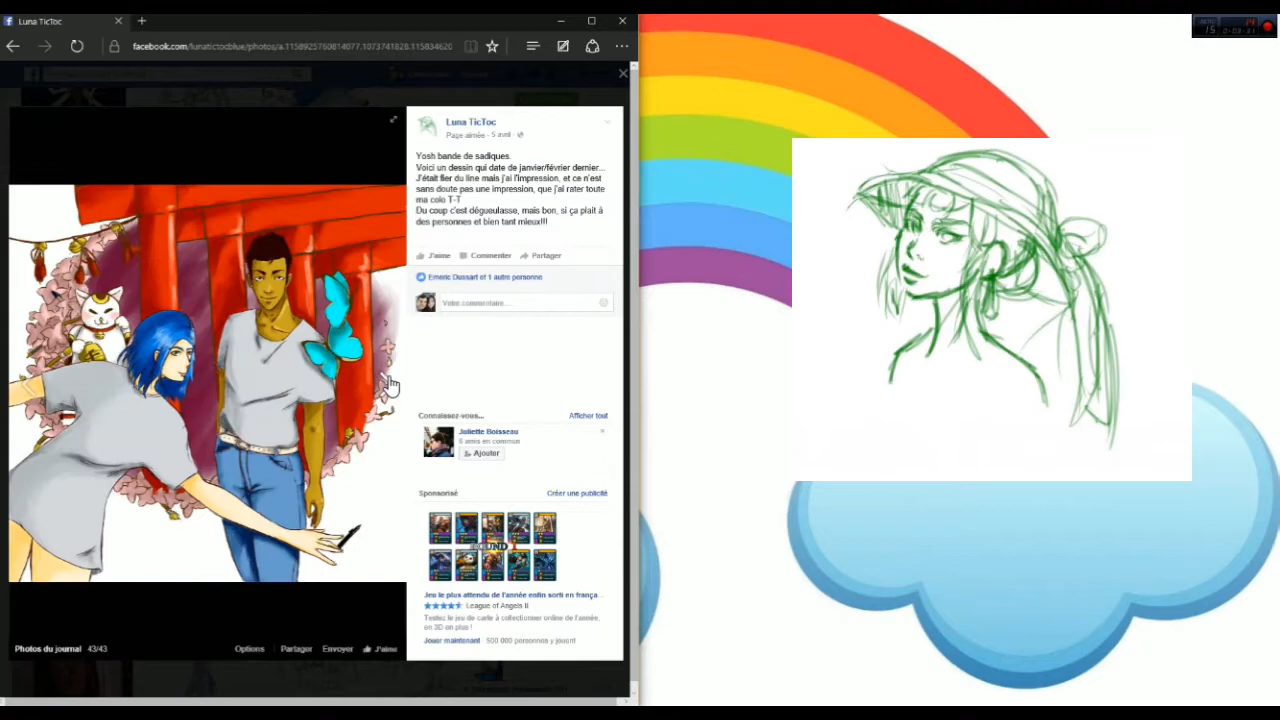 Luna TicToc
facebook.com/lunatictocblue/photos/a.1158925760814077.1073741828.115834620
Luna TicToc
Page aimée · 5 avril ·
Yosh bande de sadiques.
Voici un dessin qui date de janvier/février dernier...
J'était fier du line mais j'ai l'impression, et ce n'est
sans doute pas une impression, que j'ai rater toute
ma colo T-T
Du coup c'est dégueulasse, mais bon, si ça plait à
des personnes et bien tant mieux!!!
J'aime Commenter Partager
Emeric Dussart et 1 autre personne
Votre commentaire...
Connaissez-vous... Afficher tout
Juliette Boisseau
amis en commun
Ajouter
Sponsorisé Créer une publicité
ROUND
Jeu le plus attendu de l'année enfin sorti en frança...
League of Angels II
Testez le jeu de carte à collectionner online de l'année,
en 3D en plus !
Jouer maintenant 500 000 personnes y jouent
Photos du journal 43/43 Options Partager Envoyer J'aime